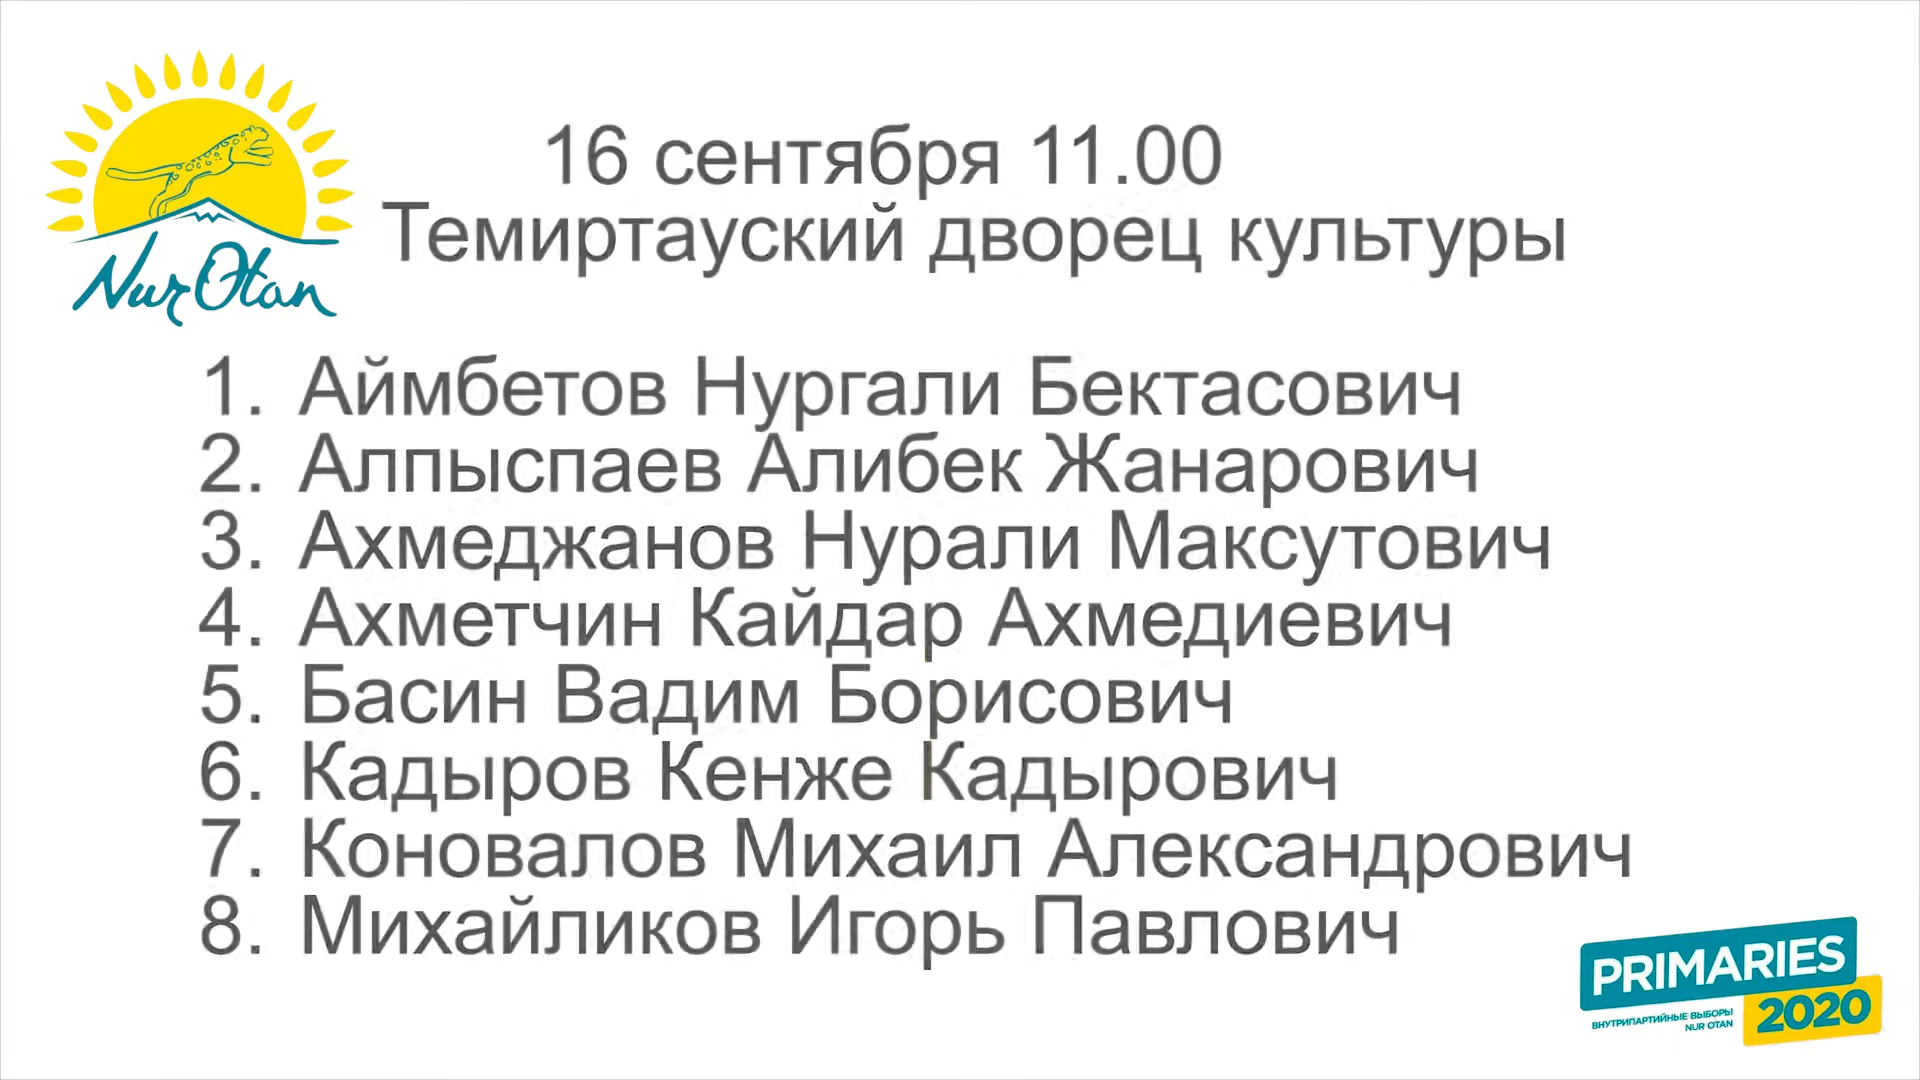 16 сентября 11.00
Темиртауский дворец культуры
Nur Otan
1. Аймбетов Нургали Бектасович
2. Алпыспаев Алибек Жанарович
3. Ахмеджанов Нурали Максутович
4. Ахметчин Кайдар Ахмедиевич
5. Басин Вадим Борисович
6. Кадыров Кенже Кадырович
7. Коновалов Михаил Александрович
8. Михайликов Игорь Павлович
PRIMARIES
2020
ВНУТРИПАРТИЙНЫЕ ВЫБОРЫ
NUR OTAN